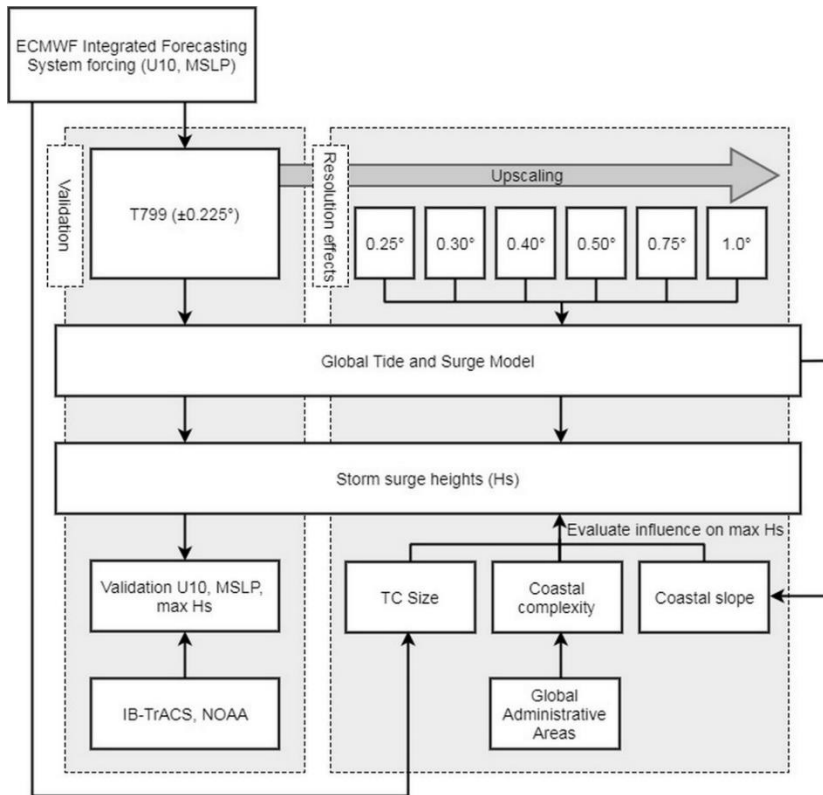 ECMWF Integrated Forecasting
System forcing (U10, MSLP)
Validation
T799 (±0.225°)
Resolution effects
Upscaling
0.25°
0.30°
0.40°
0.50°
0.75°
1.0°
Global Tide and Surge Model
Storm surge heights (Hs)
Evaluate influence on max Hs
Validation U10, MSLP,
max Hs
TC Size
Coastal
complexity
Coastal slope
IB-TrACS, NOAA
Global
Administrative
Areas